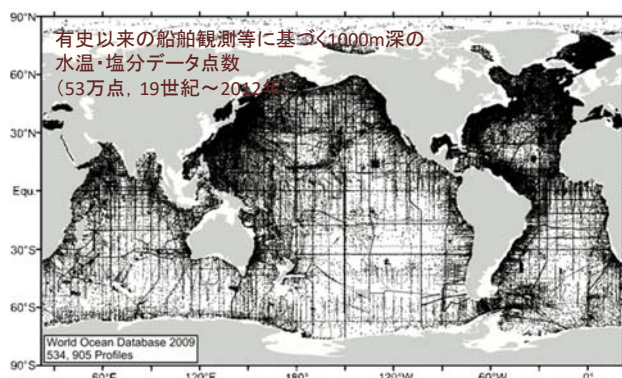 有史以来の船舶観測等に基づく1000m深の
水温・塩分データ点数
(53万点, 19世紀~2012年)
90°N
60°N
30°N
Equ.
30°S
60°S
90°S
World Ocean Database 2009
534, 905 Profiles
60°E
120°E
180°
120°W
60°W
0°